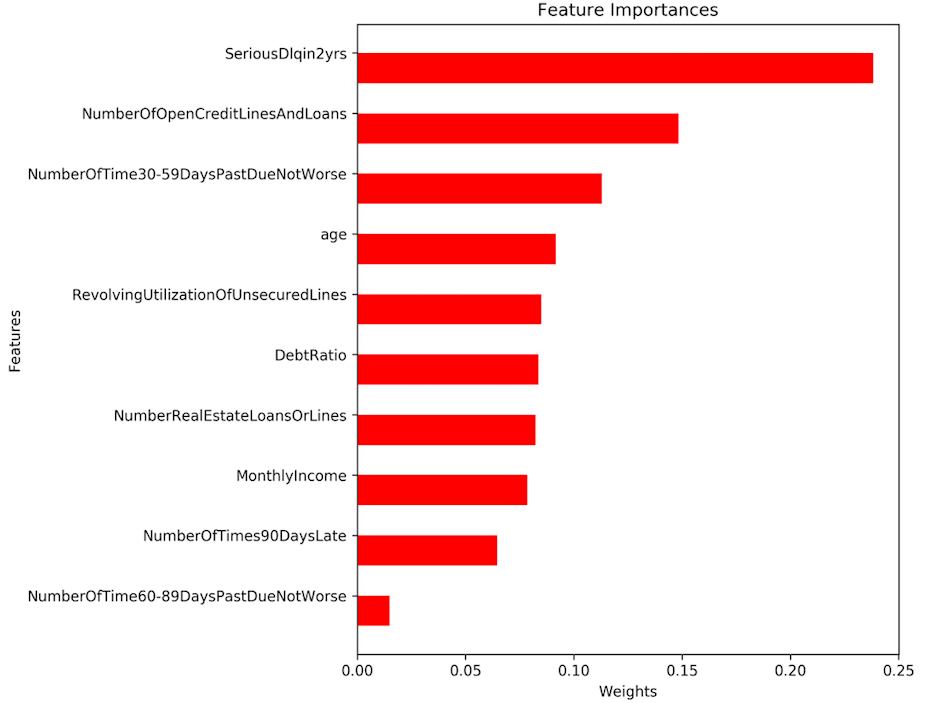 Feature Importances
SeriousDlqin2yrs
NumberOfOpenCreditLinesAndLoans
NumberOfTime30-59DaysPastDueNotWorse
age
RevolvingUtilizationOfUnsecuredLines
DebtRatio
NumberRealEstateLoansOrLines
MonthlyIncome
NumberOfTimes90DaysLate
NumberOfTime60-89DaysPastDueNotWorse
Features
0.00 0.05 0.10 0.15 0.20 0.25
Weights